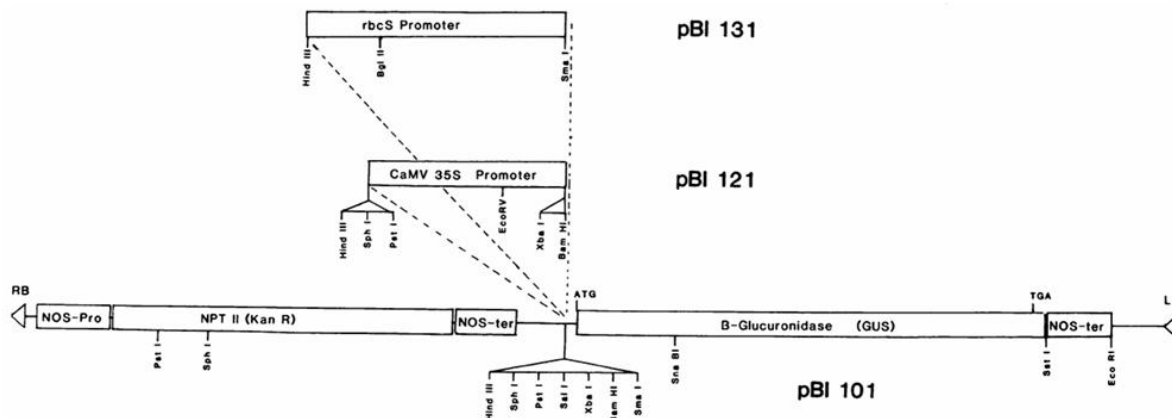 rbcS Promoter
pBI 131
Hind III
Bgl II
Sma I
CaMV 35S Promoter
pBI 121
Hind III
Sph I
Pst I
EcoRV
Xba I
Bam HI
RB
ATG
TGA
L
NOS-Pro
NPT II (Kan R)
NOS-ter
ß-Glucuronidase (GUS)
NOS-ter
Pst I
Sph I
Sna BI
Sst I
Eco RI
Hind III
Sph I
Pst I
Sal I
Xba I
Bam HI
Sma I
pBI 101